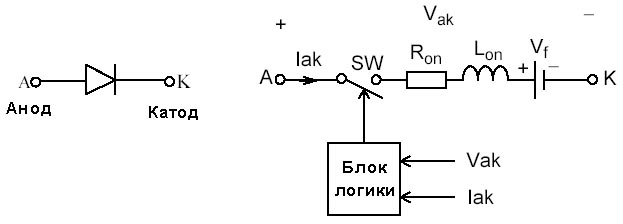 + Vak –
Iak SW Ron Lon Vf
A K A + – K
Анод Катод
Блок
логики
Vak
Iak